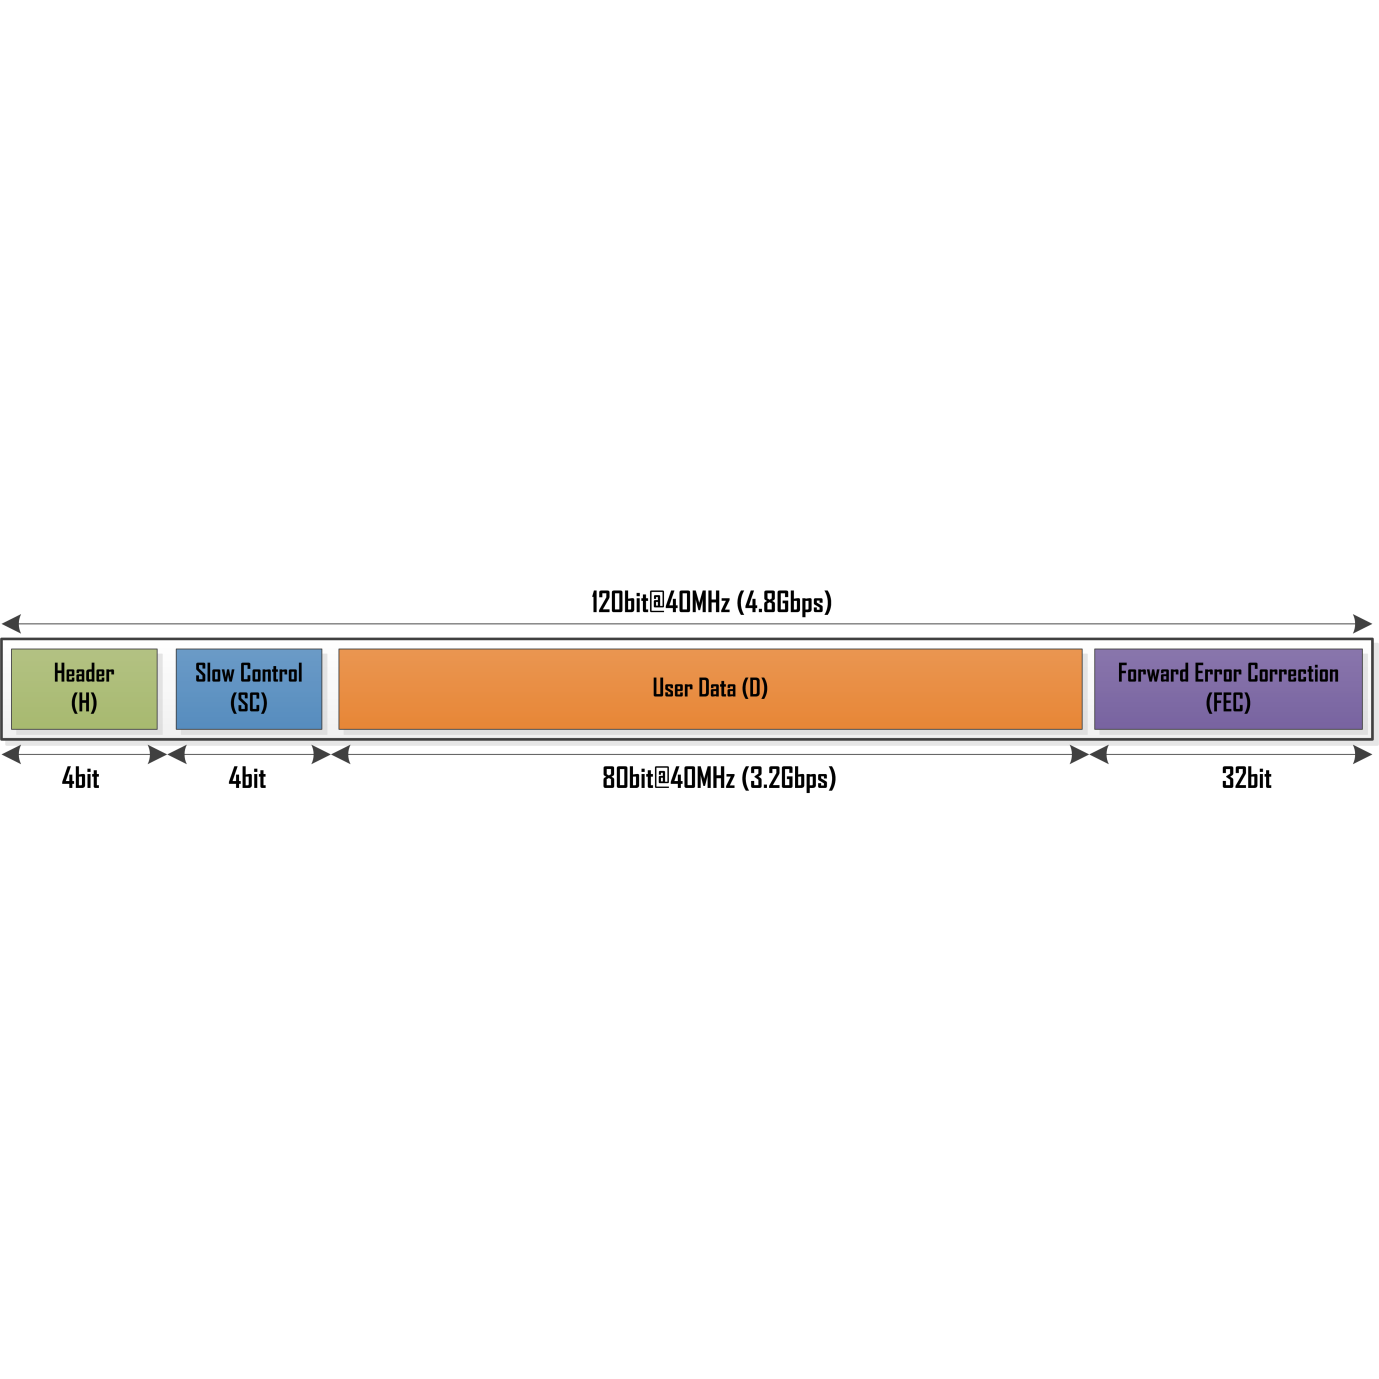 120bit@40MHz (4.8Gbps)
Header
(H)
Slow Control
(SC)
User Data (D)
Forward Error Correction
(FEC)
4bit
4bit
80bit@40MHz (3.2Gbps)
32bit